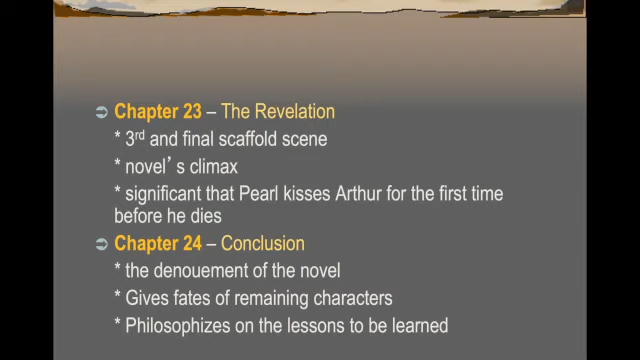 Chapter 23 – The Revelation
* 3rd and final scaffold scene
* novel's climax
* significant that Pearl kisses Arthur for the first time
before he dies
Chapter 24 – Conclusion
* the denouement of the novel
* Gives fates of remaining characters
* Philosophizes on the lessons to be learned